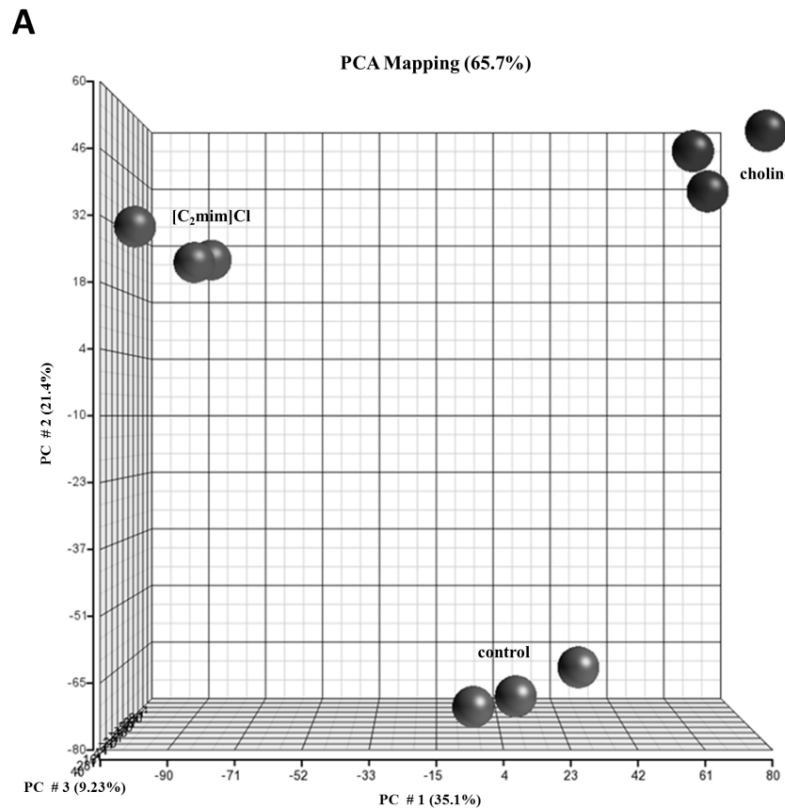 A
PCA Mapping (65.7%)
60
46
choline
[C₂mim]Cl
32
18
4
-10
-23
-37
-51
control
-65
-80
PC # 2 (21.4%)
-90 -71 -52 -33 -15 4 23 42 61 80
PC # 3 (9.23%)
PC # 1 (35.1%)